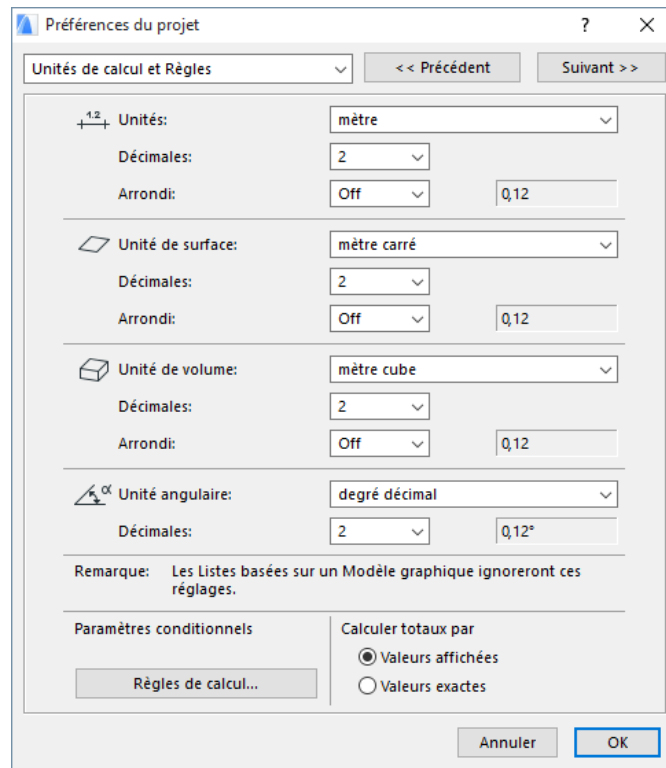 Préférences du projet
? X
Unités de calcul et Règles
<< Précédent
Suivant >>
1.2 Unités: mètre
Décimales: 2
Arrondi: Off 0,12
Unité de surface: mètre carré
Décimales: 2
Arrondi: Off 0,12
Unité de volume: mètre cube
Décimales: 2
Arrondi: Off 0,12
α Unité angulaire: degré décimal
Décimales: 2 0,12°
Remarque: Les Listes basées sur un Modèle graphique ignoreront ces
réglages.
Paramètres conditionnels
Règles de calcul...
Calculer totaux par
Valeurs affichées
Valeurs exactes
Annuler
OK